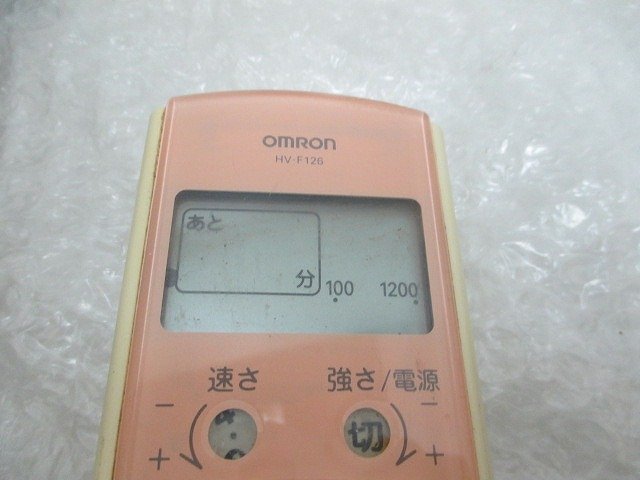 OMRON
HV-F126
あと
分
100 1200
速さ 強さ/電源
− −
切
+ +